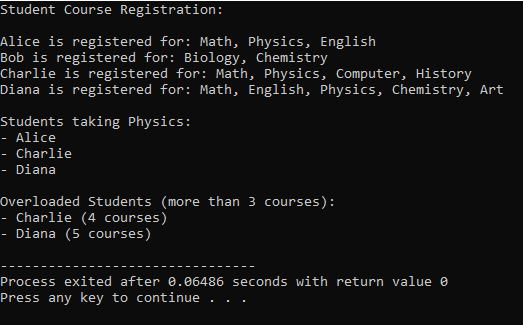 Student Course Registration:
Alice is registered for: Math, Physics, English
Bob is registered for: Biology, Chemistry
Charlie is registered for: Math, Physics, Computer, History
Diana is registered for: Math, English, Physics, Chemistry, Art
Students taking Physics:
- Alice
- Charlie
- Diana
Overloaded Students (more than 3 courses):
- Charlie (4 courses)
- Diana (5 courses)
--------------------------------
Process exited after 0.06486 seconds with return value 0
Press any key to continue . . .